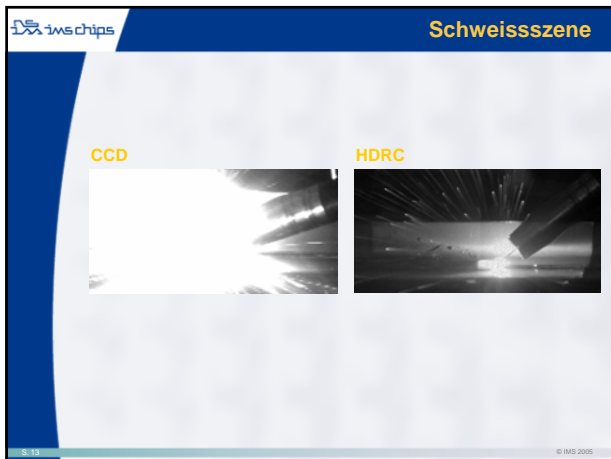 ims chips
Schweissszene
CCD
HDRC
S. 13
© IMS 2005